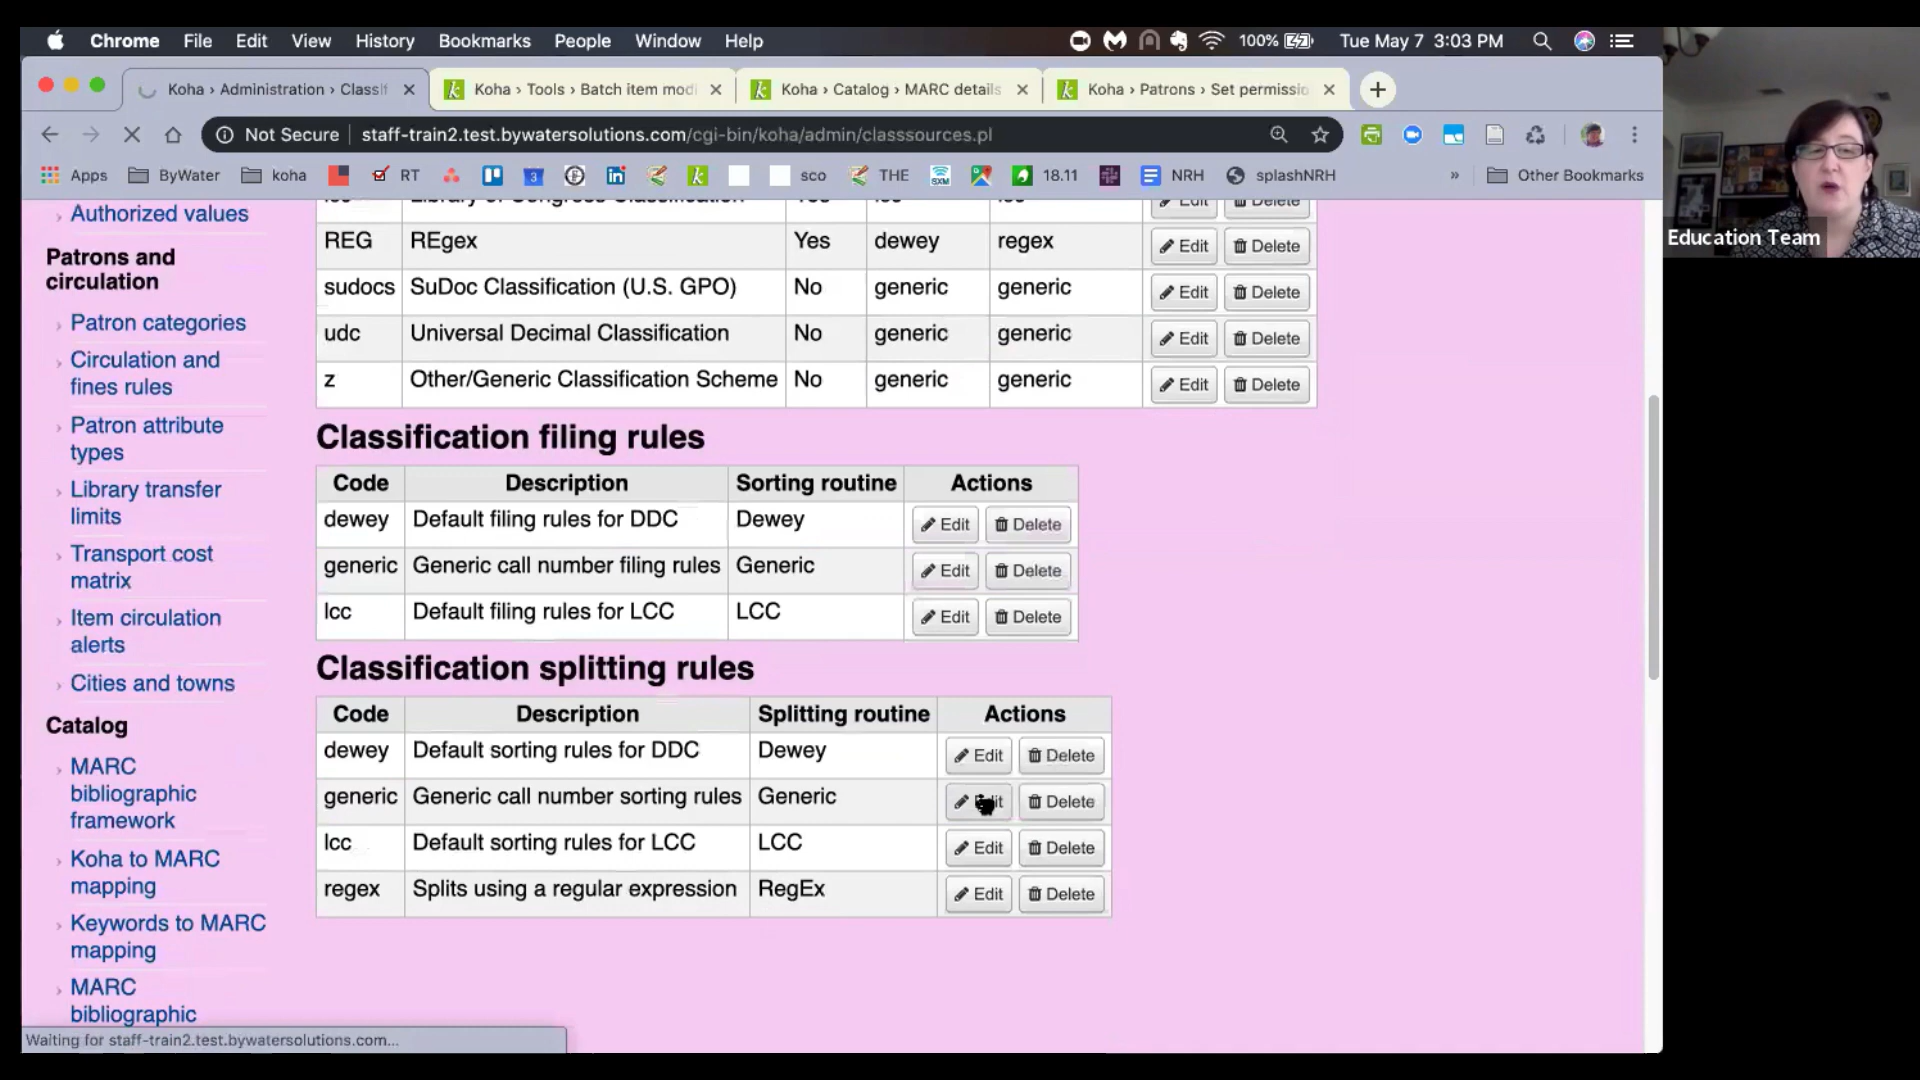 Chrome File Edit View History Bookmarks People Window Help 100% Tue May 7 3:03 PM
Koha › Administration › Classif
Koha › Tools › Batch item modi
Koha › Catalog › MARC details
Koha › Patrons › Set permissio
Not Secure staff-train2.test.bywatersolutions.com/cgi-bin/koha/admin/classsources.pl
Apps ByWater koha RT sco THE 18.11 NRH splashNRH » Other Bookmarks
Education Team
Authorized values
Patrons and
circulation
Patron categories
Circulation and
fines rules
Patron attribute
types
Library transfer
limits
Transport cost
matrix
Item circulation
alerts
Cities and towns
Catalog
MARC
bibliographic
framework
Koha to MARC
mapping
Keywords to MARC
mapping
MARC
bibliographic
Edit Delete
REG REgex Yes dewey regex Edit Delete
sudocs SuDoc Classification (U.S. GPO) No generic generic Edit Delete
udc Universal Decimal Classification No generic generic Edit Delete
z Other/Generic Classification Scheme No generic generic Edit Delete
Classification filing rules
Code Description Sorting routine Actions
dewey Default filing rules for DDC Dewey Edit Delete
generic Generic call number filing rules Generic Edit Delete
lcc Default filing rules for LCC LCC Edit Delete
Classification splitting rules
Code Description Splitting routine Actions
dewey Default sorting rules for DDC Dewey Edit Delete
generic Generic call number sorting rules Generic Delete
lcc Default sorting rules for LCC LCC Edit Delete
regex Splits using a regular expression RegEx Edit Delete
Waiting for staff-train2.test.bywatersolutions.com...